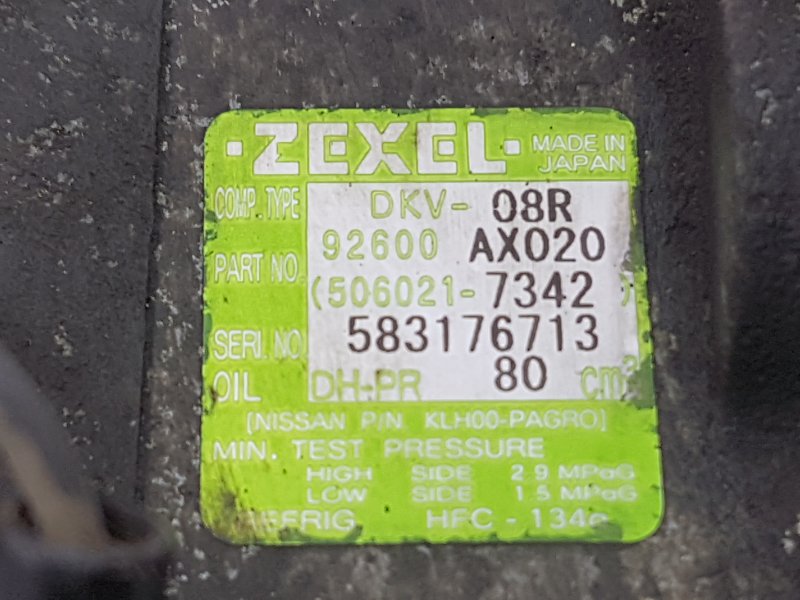 ·ZEXEL· MADE IN JAPAN
COMP. TYPE DKV- 08R
PART NO. 92600 AX020
(506021- 7342 )
SERI. NO 583176713
OIL DH-PR 80 cm³
(NISSAN P/N KLH00-PAGRO)
MIN. TEST PRESSURE
HIGH SIDE 2.9 MPaG
LOW SIDE 1.5 MPaG
REFRIG HFC - 134a